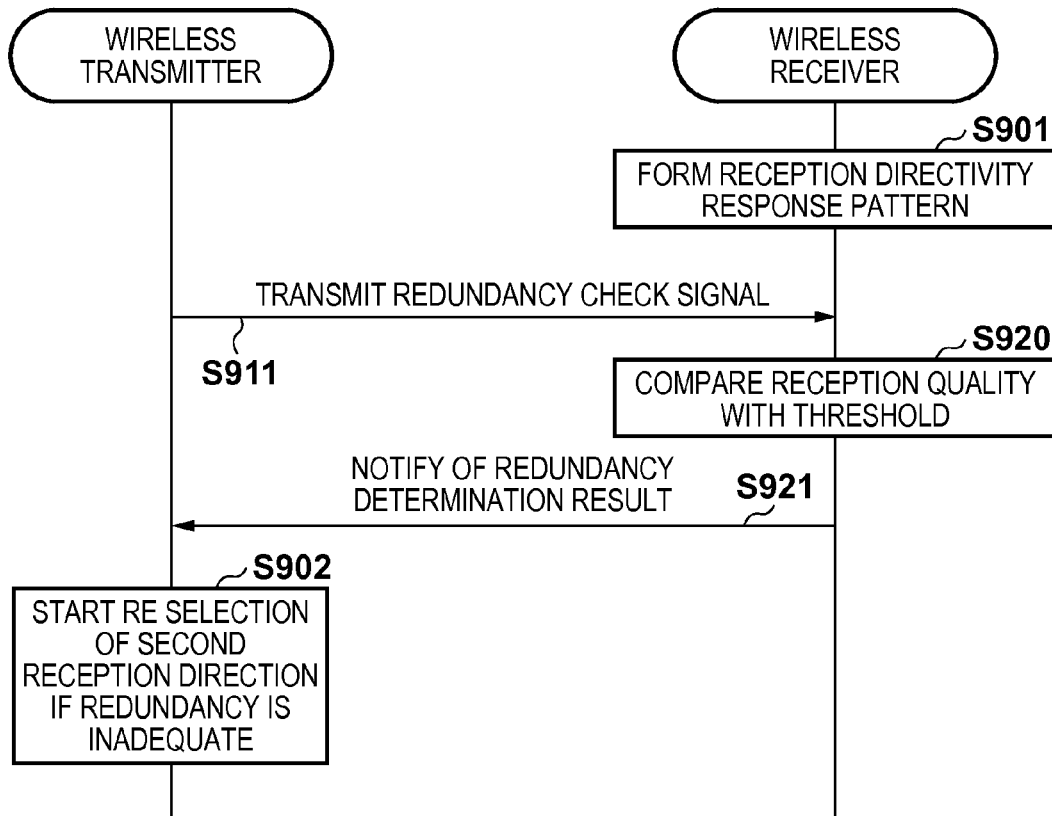 WIRELESS
TRANSMITTER
WIRELESS
RECEIVER
S901
FORM RECEPTION DIRECTIVITY
RESPONSE PATTERN
TRANSMIT REDUNDANCY CHECK SIGNAL
S911
S920
COMPARE RECEPTION QUALITY
WITH THRESHOLD
NOTIFY OF REDUNDANCY
DETERMINATION RESULT
S921
S902
START RE SELECTION
OF SECOND
RECEPTION DIRECTION
IF REDUNDANCY IS
INADEQUATE